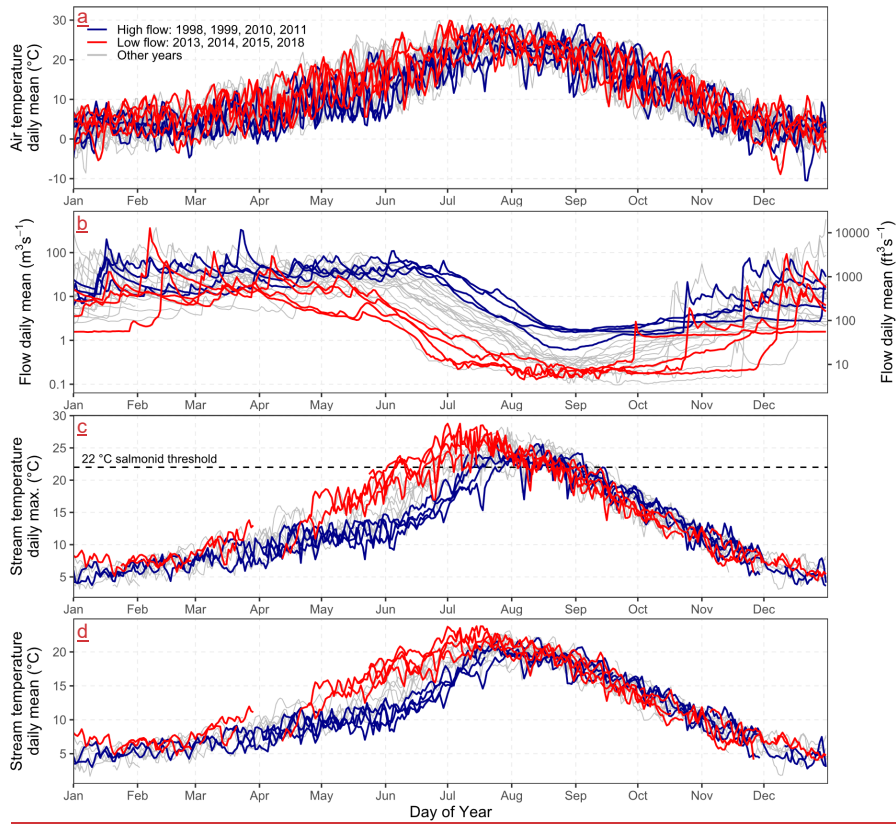 a
High flow: 1998, 1999, 2010, 2011
Low flow: 2013, 2014, 2015, 2018
Other years
Air temperature
daily mean (°C)
30
20
10
0
-10
Jan Feb Mar Apr May Jun Jul Aug Sep Oct Nov Dec
b
Flow daily mean (m³s⁻¹)
100
10
1
0.1
Flow daily mean (ft³s⁻¹)
10000
1000
100
10
Jan Feb Mar Apr May Jun Jul Aug Sep Oct Nov Dec
c
22 °C salmonid threshold
Stream temperature
daily max. (°C)
30
25
20
15
10
5
Jan Feb Mar Apr May Jun Jul Aug Sep Oct Nov Dec
d
Stream temperature
daily mean (°C)
20
15
10
5
Jan Feb Mar Apr May Jun Jul Aug Sep Oct Nov Dec
Day of Year